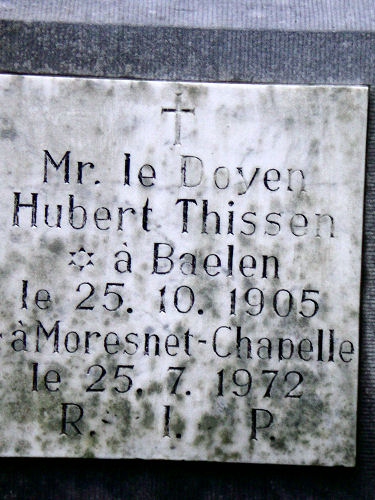 Mr. le Doyen
Hubert Thissen
✡ à Baelen
le 25. 10. 1905
à Moresnet-Chapelle
le 25. 7. 1972
R. I. P.